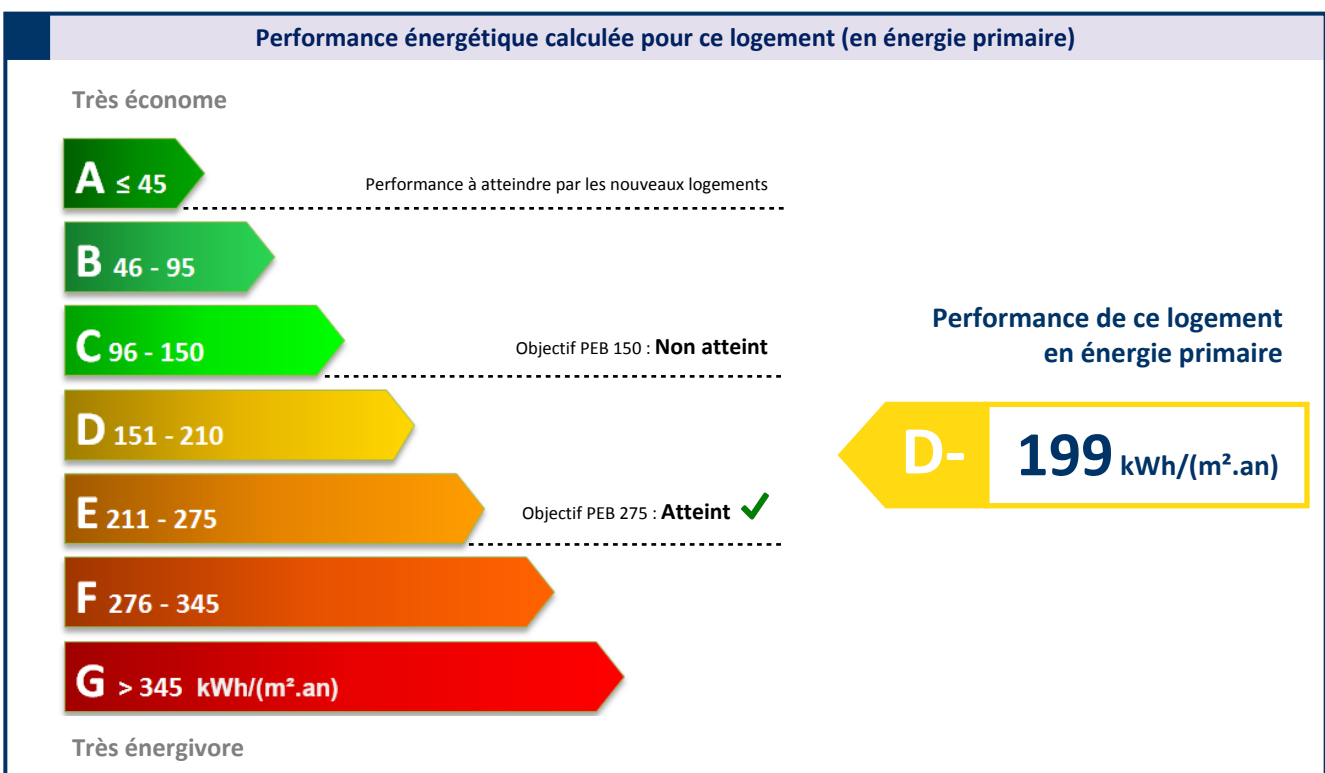 Performance énergétique calculée pour ce logement (en énergie primaire)
Très économe
A ≤ 45
Performance à atteindre par les nouveaux logements
B 46 - 95
C 96 - 150
Objectif PEB 150 : Non atteint
D 151 - 210
E 211 - 275
Objectif PEB 275 : Atteint ✓
F 276 - 345
G > 345 kWh/(m².an)
Très énergivore
Performance de ce logement
en énergie primaire
D- 199 kWh/(m².an)